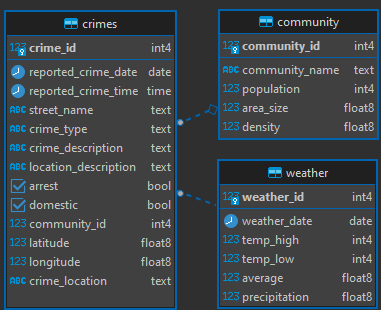 crimes
123 crime_id int4
reported_crime_date date
reported_crime_time time
ABC street_name text
ABC crime_type text
ABC crime_description text
ABC location_description text
arrest bool
domestic bool
123 community_id int4
123 latitude float8
123 longitude float8
ABC crime_location text
community
123 community_id int4
ABC community_name text
123 population int4
123 area_size float8
123 density float8
weather
123 weather_id int4
weather_date date
123 temp_high int4
123 temp_low int4
123 average float8
123 precipitation float8